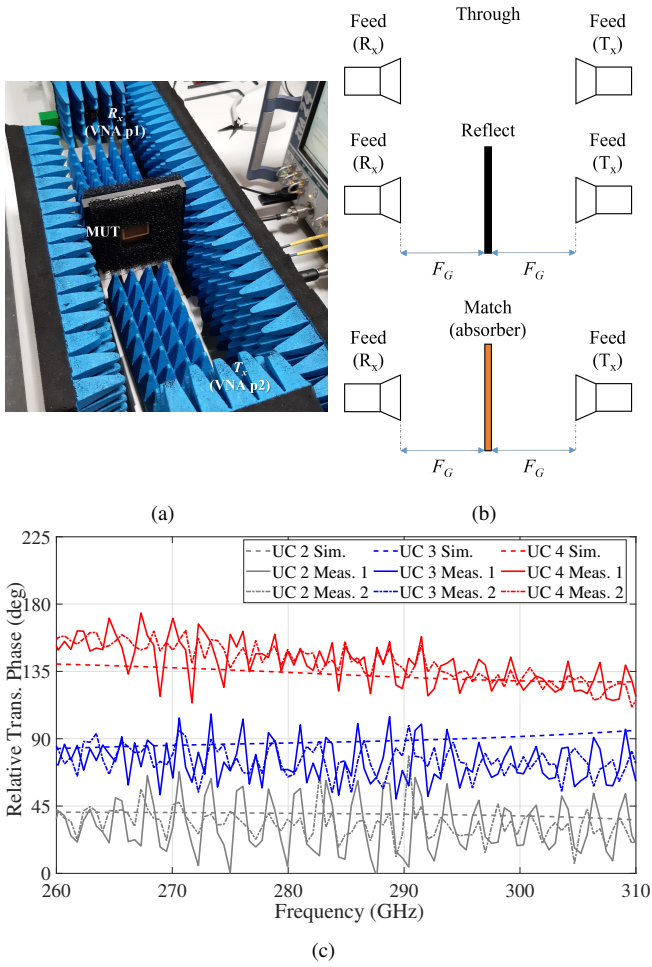 Rx
(VNA p1)
MUT
Tx
(VNA p2)
(a)
Feed
(Rx)
Through
Feed
(Tx)
Feed
(Rx)
Reflect
Feed
(Tx)
FG
FG
Match
(absorber)
Feed
(Rx)
Feed
(Tx)
FG
FG
(b)
Relative Trans. Phase (deg)
225
180
135
90
45
0
UC 2 Sim. UC 3 Sim. UC 4 Sim.
UC 2 Meas. 1 UC 3 Meas. 1 UC 4 Meas. 1
UC 2 Meas. 2 UC 3 Meas. 2 UC 4 Meas. 2
260 270 280 290 300 310
Frequency (GHz)
(c)